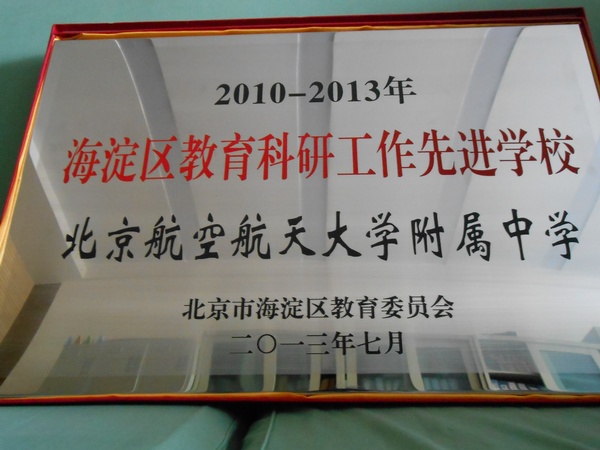 2010-2013年
海淀区教育科研工作先进学校
北京航空航天大学附属中学
北京市海淀区教育委员会
二〇一三年七月